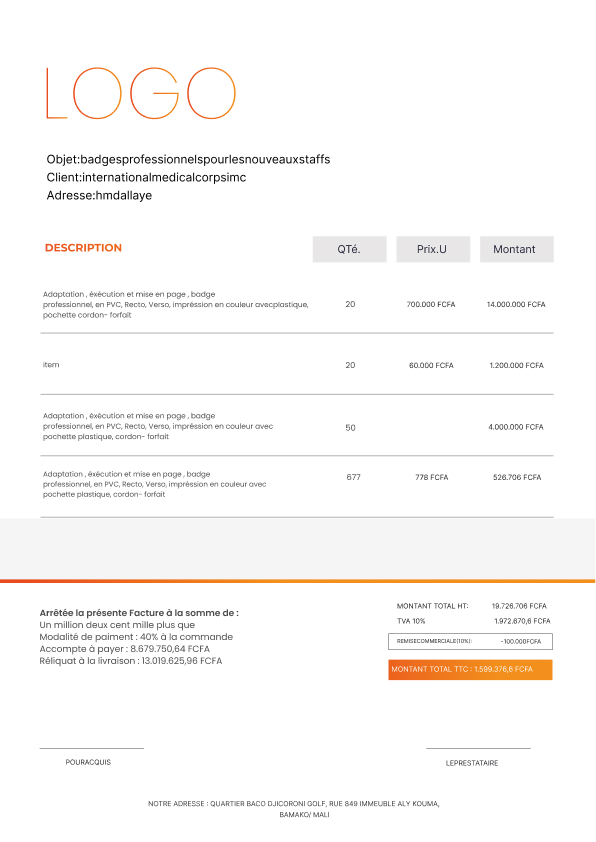 LOGO
Objet:badgesprofessionnelspourlesnouveauxstaffs
Client:internationalmedicalcorpsimc
Adresse:hmdallaye
DESCRIPTION QTé. Prix.U Montant
Adaptation , éxécution et mise en page , badge
professionnel, en PVC, Recto, Verso, impréssion en couleur avecplastique,
pochette cordon- forfait
20 700.000 FCFA 14.000.000 FCFA
item 20 60.000 FCFA 1.200.000 FCFA
Adaptation , éxécution et mise en page , badge
professionnel, en PVC, Recto, Verso, impréssion en couleur avec
pochette plastique, cordon- forfait
50 4.000.000 FCFA
Adaptation , éxécution et mise en page , badge
professionnel, en PVC, Recto, Verso, impréssion en couleur avec
pochette plastique, cordon- forfait
677 778 FCFA 526.706 FCFA
Arrêtée la présente Facture à la somme de :
Un million deux cent mille plus que
Modalité de paiment : 40% à la commande
Accompte à payer : 8.679.750,64 FCFA
Réliquat à la livraison : 13.019.625,96 FCFA
MONTANT TOTAL HT: 19.726.706 FCFA
TVA 10% 1.972.670,6 FCFA
REMISECOMMERCIALE(10%): -100.000FCFA
MONTANT TOTAL TTC : 1.599.376,6 FCFA
POURACQUIS
LEPRESTATAIRE
NOTRE ADRESSE : QUARTIER BACO DJICORONI GOLF, RUE 849 IMMEUBLE ALY KOUMA,
BAMAKO/ MALI